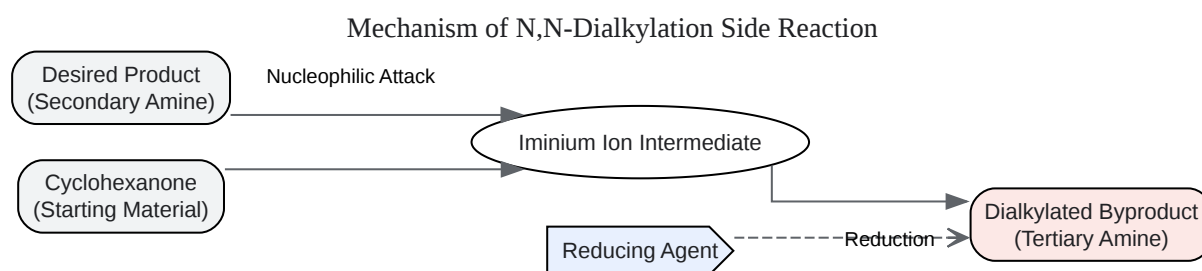 Mechanism of N,N-Dialkylation Side Reaction
Desired Product
(Secondary Amine)
Nucleophilic Attack
Iminium Ion Intermediate
Cyclohexanone
(Starting Material)
Reducing Agent
Reduction
Dialkylated Byproduct
(Tertiary Amine)